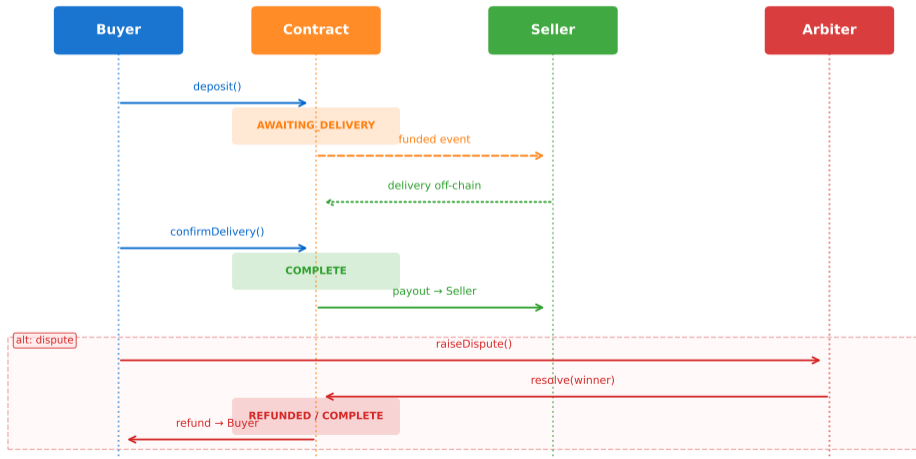 Buyer
Contract
Seller
Arbiter
deposit()
AWAITING_DELIVERY
funded event
delivery off-chain
confirmDelivery()
COMPLETE
payout → Seller
alt: dispute
raiseDispute()
resolve(winner)
REFUNDED / COMPLETE
refund → Buyer